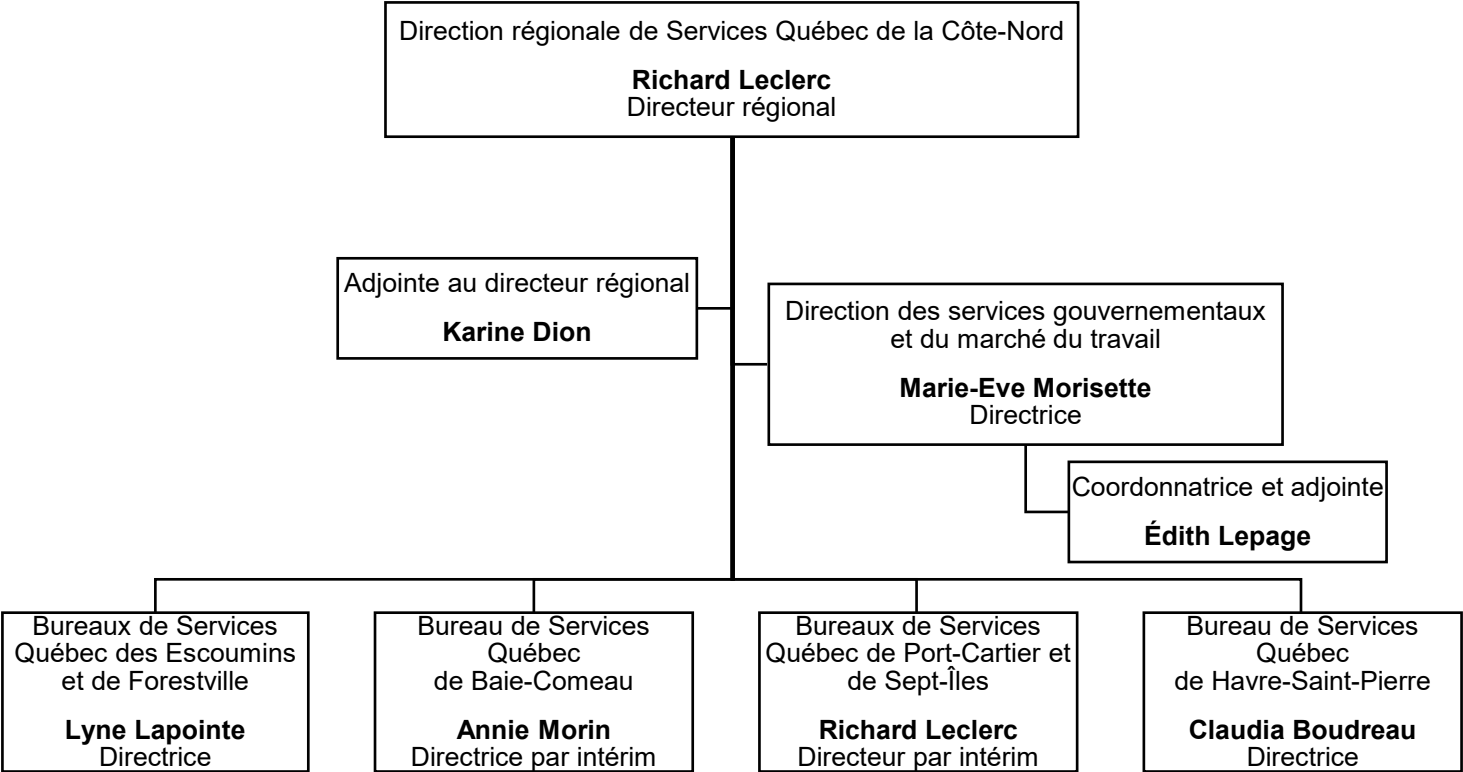 Direction régionale de Services Québec de la Côte-Nord
Richard Leclerc
Directeur régional
Adjointe au directeur régional
Karine Dion
Direction des services gouvernementaux
et du marché du travail
Marie-Eve Morisette
Directrice
Coordonnatrice et adjointe
Édith Lepage
Bureaux de Services
Québec des Escoumins
et de Forestville
Lyne Lapointe
Directrice
Bureau de Services
Québec
de Baie-Comeau
Annie Morin
Directrice par intérim
Bureaux de Services
Québec de Port-Cartier et
de Sept-Îles
Richard Leclerc
Directeur par intérim
Bureau de Services
Québec
de Havre-Saint-Pierre
Claudia Boudreau
Directrice